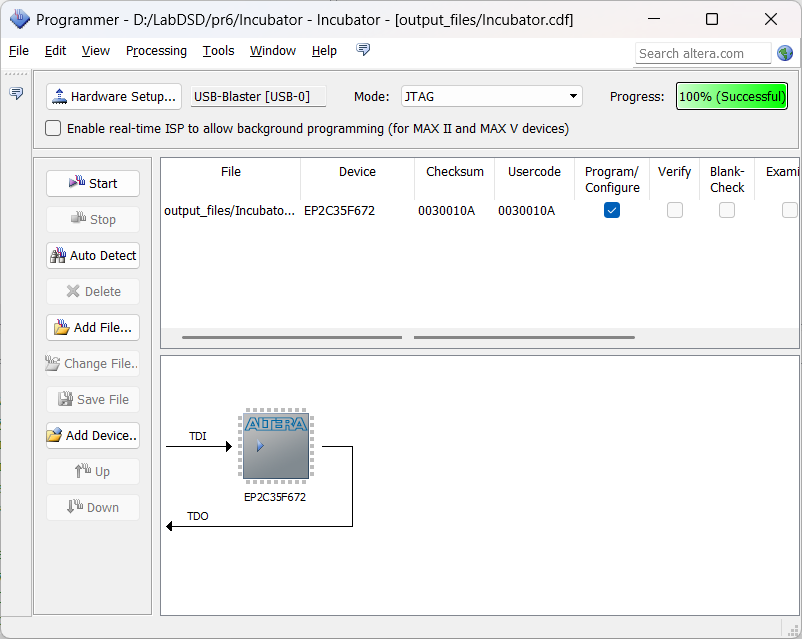 Programmer - D:/LabDSD/pr6/Incubator - Incubator - [output_files/Incubator.cdf]
File Edit View Processing Tools Window Help
Search altera.com
Hardware Setup... USB-Blaster [USB-0] Mode: JTAG Progress: 100% (Successful)
Enable real-time ISP to allow background programming (for MAX II and MAX V devices)
Start
Stop
Auto Detect
Delete
Add File...
Change File..
Save File
Add Device..
Up
Down
File Device Checksum Usercode Program/ Verify Blank- Exami
Configure Check
output_files/Incubato... EP2C35F672 0030010A 0030010A
ALTERA
TDI
EP2C35F672
TDO